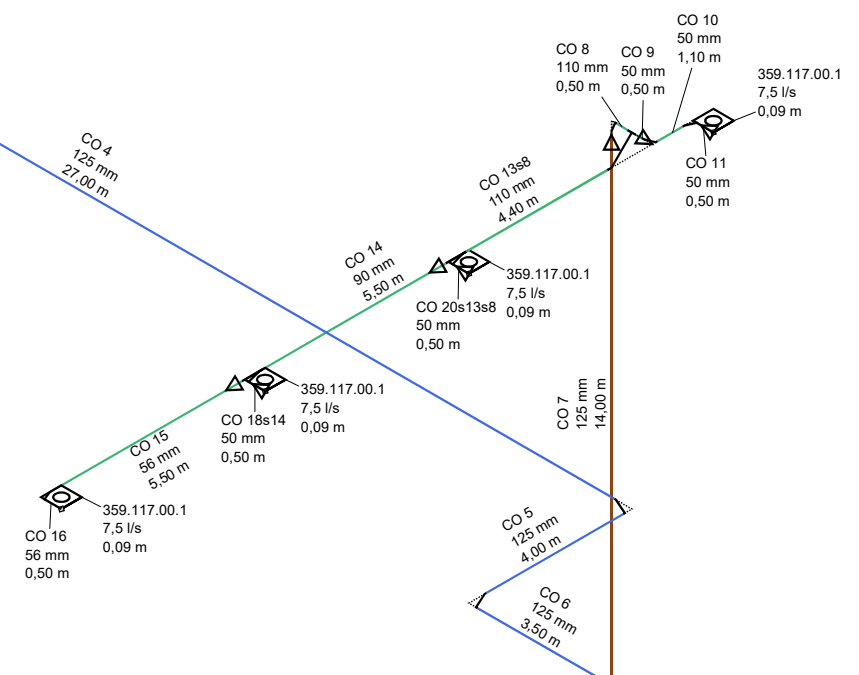 CO 10
50 mm
1,10 m
CO 8
110 mm
0,50 m
CO 9
50 mm
0,50 m
359.117.00.1
7,5 l/s
0,09 m
CO 11
50 mm
0,50 m
CO 4
125 mm
27,00 m
CO 13s8
110 mm
4,40 m
CO 14
90 mm
5,50 m
359.117.00.1
7,5 l/s
0,09 m
CO 20s13s8
50 mm
0,50 m
359.117.00.1
7,5 l/s
0,09 m
CO 18s14
50 mm
0,50 m
CO 7
125 mm
14,00 m
CO 15
56 mm
5,50 m
359.117.00.1
7,5 l/s
0,09 m
CO 16
56 mm
0,50 m
CO 5
125 mm
4,00 m
CO 6
125 mm
3,50 m